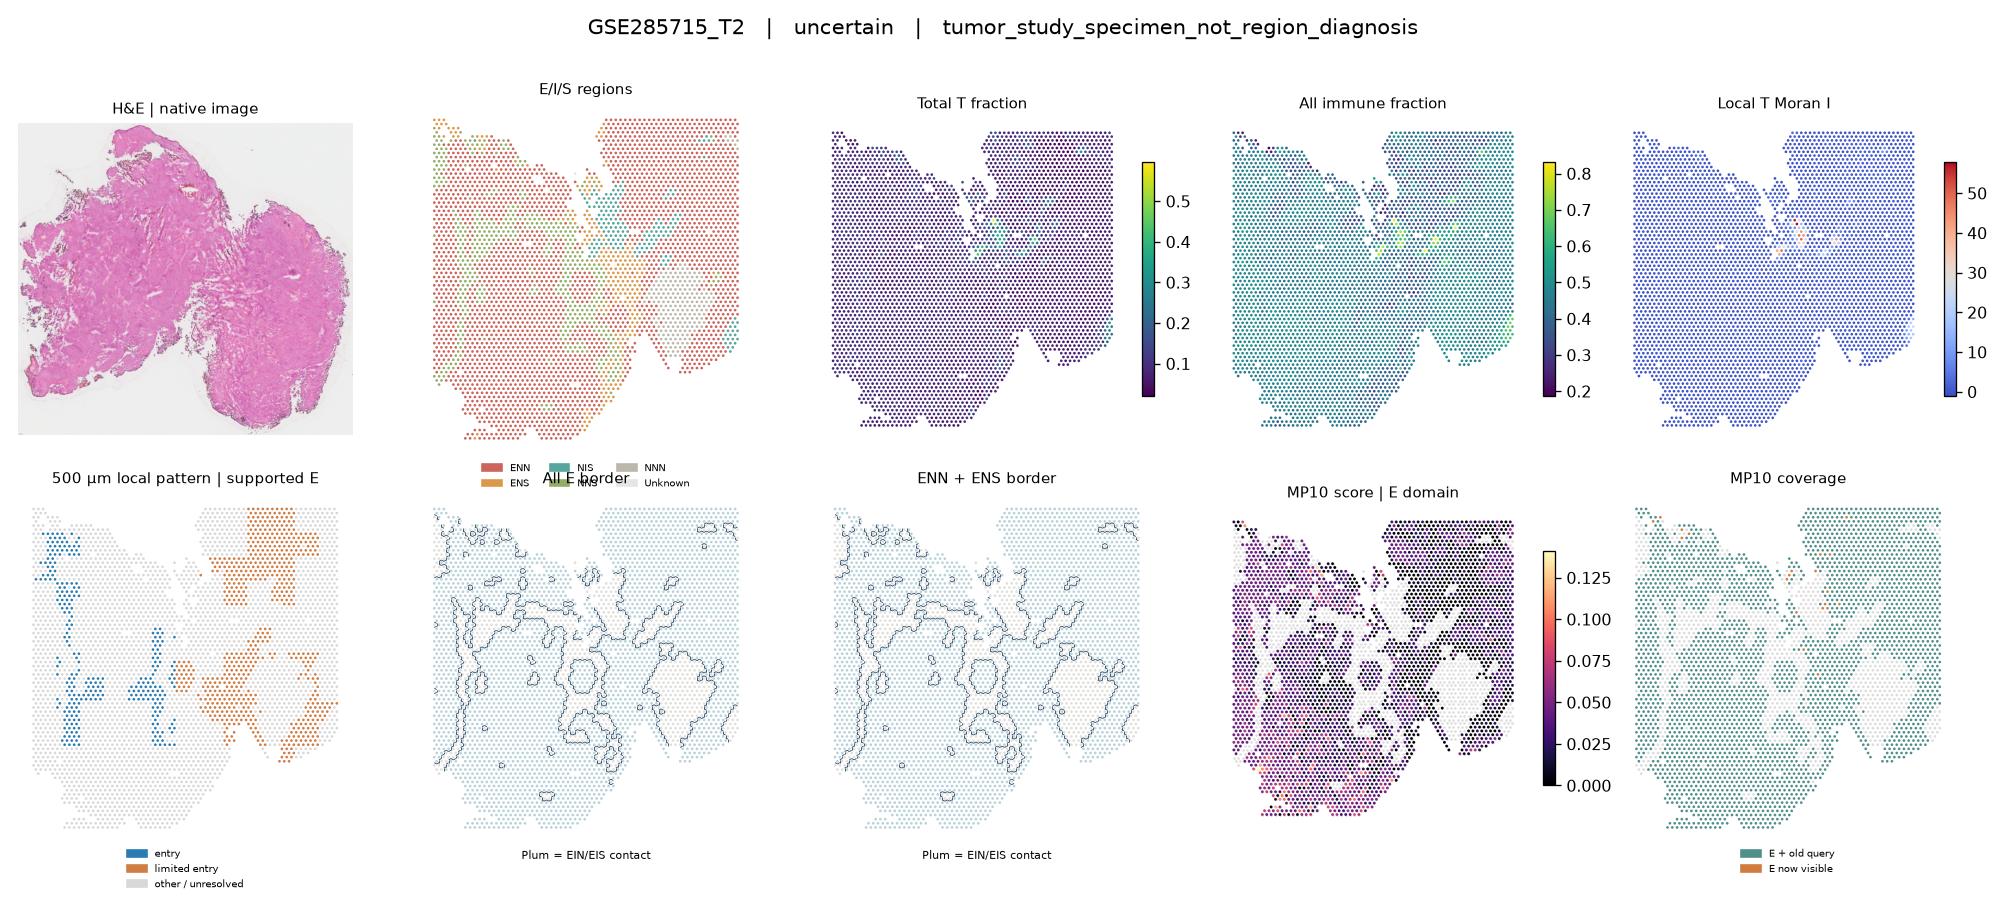 GSE285715_T2 | uncertain | tumor_study_specimen_not_region_diagnosis
H&E | native image
E/I/S regions
ENN
NIS
NNN
ENS
NNS
Unknown
Total T fraction
0.5
0.4
0.3
0.2
0.1
All immune fraction
0.8
0.7
0.6
0.5
0.4
0.3
0.2
Local T Moran I
50
40
30
20
10
0
500 µm local pattern | supported E
entry
limited entry
other / unresolved
All E border
Plum = EIN/EIS contact
ENN + ENS border
Plum = EIN/EIS contact
MP10 score | E domain
0.125
0.100
0.075
0.050
0.025
0.000
MP10 coverage
E + old query
E now visible